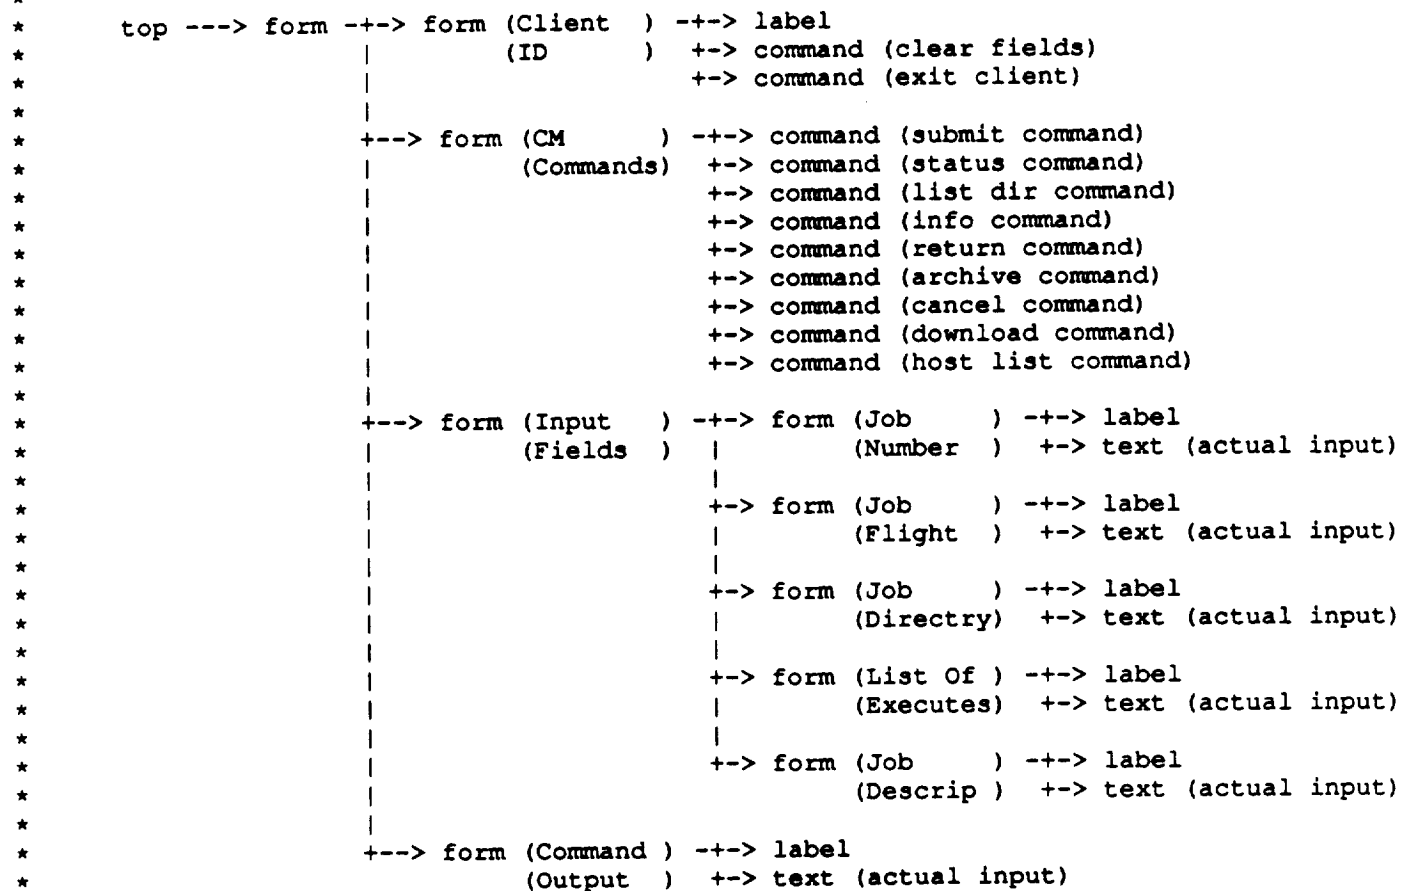 *
* top ---> form -+-> form (Client ) -+-> label
* | (ID ) +-> command (clear fields)
* | +-> command (exit client)
* |
* +--> form (CM ) -+-> command (submit command)
* | (Commands) +-> command (status command)
* | +-> command (list dir command)
* | +-> command (info command)
* | +-> command (return command)
* | +-> command (archive command)
* | +-> command (cancel command)
* | +-> command (download command)
* | +-> command (host list command)
* |
* +--> form (Input ) -+-> form (Job ) -+-> label
* | (Fields ) | (Number ) +-> text (actual input)
* | |
* | +-> form (Job ) -+-> label
* | | (Flight ) +-> text (actual input)
* | |
* | +-> form (Job ) -+-> label
* | | (Directry) +-> text (actual input)
* | |
* | +-> form (List Of ) -+-> label
* | | (Executes) +-> text (actual input)
* | |
* | +-> form (Job ) -+-> label
* | (Descrip ) +-> text (actual input)
* |
* +--> form (Command ) -+-> label
* (Output ) +-> text (actual input)